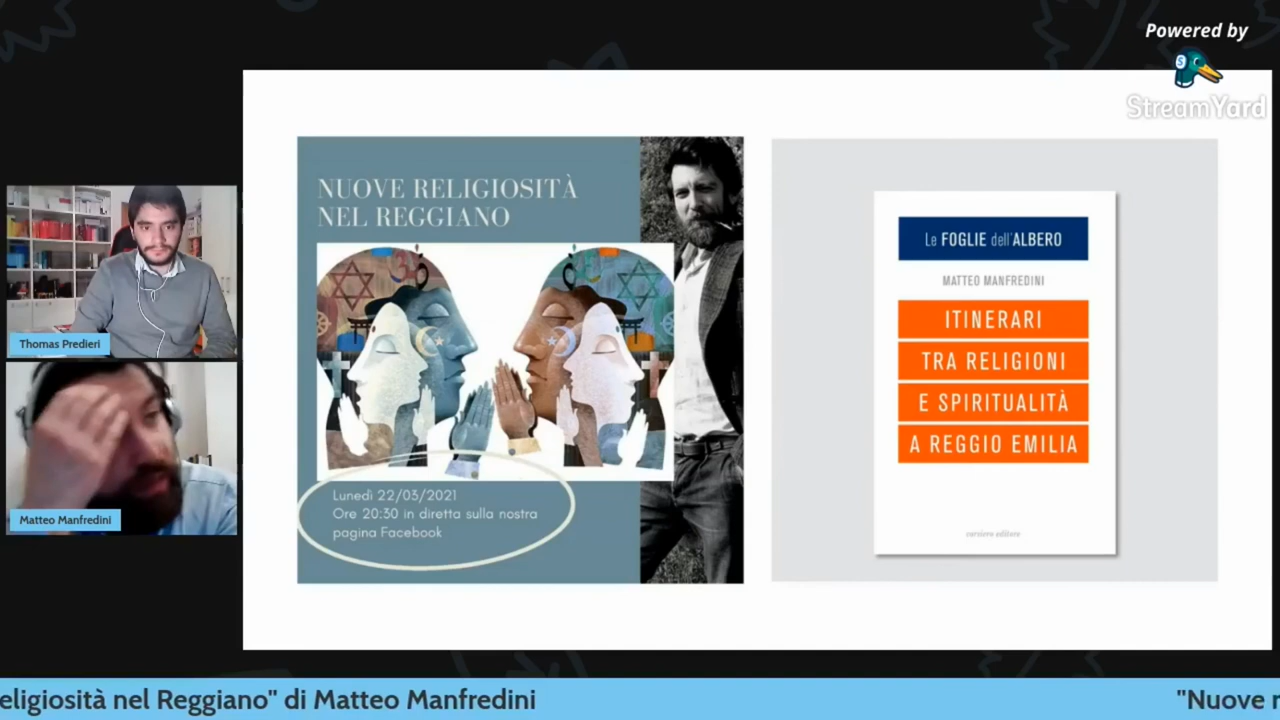 Powered by
StreamYard
NUOVE RELIGIOSITÀ
NEL REGGIANO
Lunedì 22/03/2021
Ore 20:30 in diretta sulla nostra
pagina Facebook
Le FOGLIE dell'ALBERO
MATTEO MANFREDINI
ITINERARI
TRA RELIGIONI
E SPIRITUALITÀ
A REGGIO EMILIA
corsiero editore
Thomas Predieri
Matteo Manfredini
eligiosità nel Reggiano" di Matteo Manfredini
"Nuove r